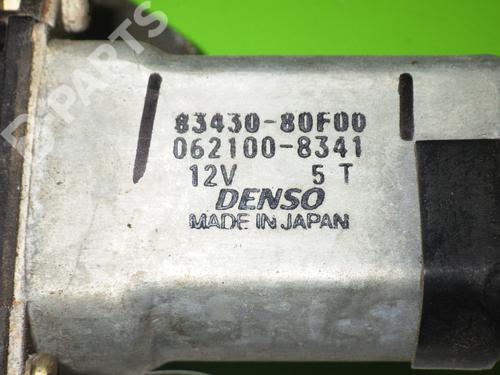 B-PARTS
83430-80F00
062100-8341
12V 5 T
DENSO
MADE IN JAPAN